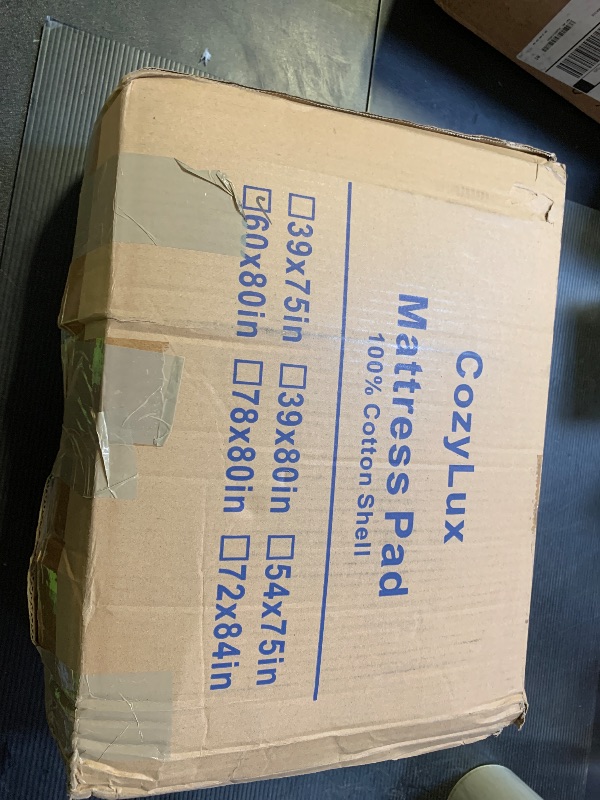 CozyLux
Mattress Pad
100% Cotton Shell
☐39x75in ☐39x80in ☐54x75in
☑60x80in ☐78x80in ☐72x84in